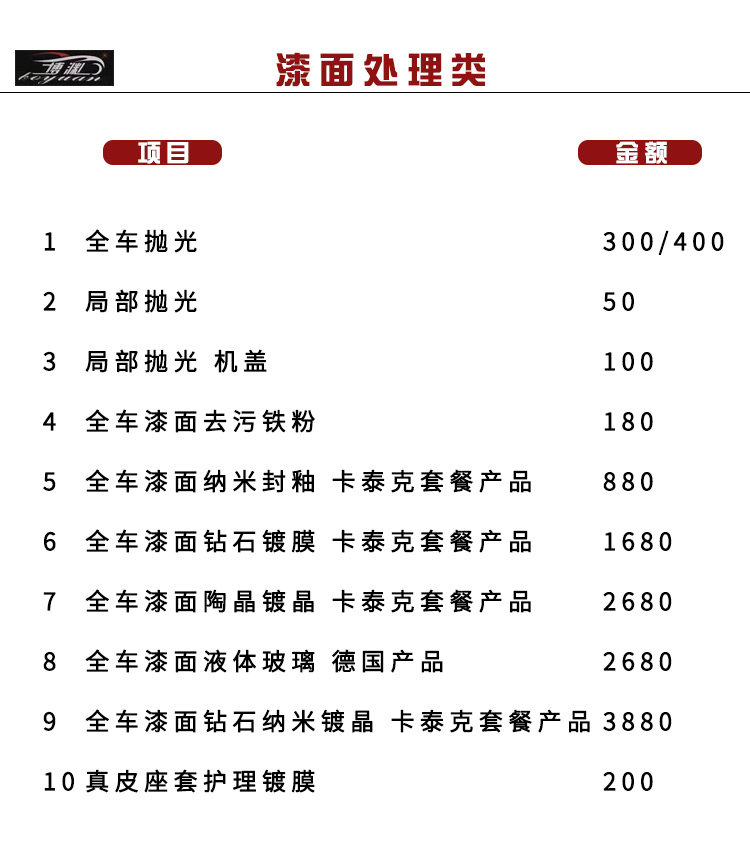 博渊
boyuan
漆面处理类
项目 金额
1 全车抛光 300/400
2 局部抛光 50
3 局部抛光 机盖 100
4 全车漆面去污铁粉 180
5 全车漆面纳米封釉 卡泰克套餐产品 880
6 全车漆面钻石镀膜 卡泰克套餐产品 1680
7 全车漆面陶晶镀晶 卡泰克套餐产品 2680
8 全车漆面液体玻璃 德国产品 2680
9 全车漆面钻石纳米镀晶 卡泰克套餐产品 3880
10 真皮座套护理镀膜 200